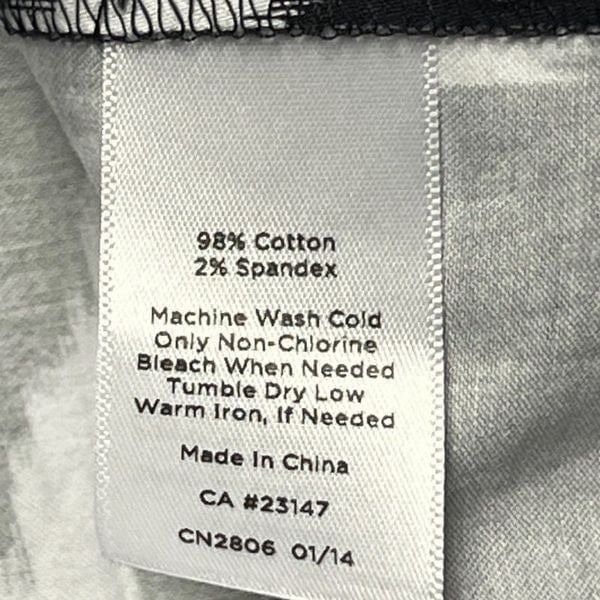 98% Cotton
2% Spandex
Machine Wash Cold
Only Non-Chlorine
Bleach When Needed
Tumble Dry Low
Warm Iron, If Needed
Made In China
CA #23147
CN2806 01/14